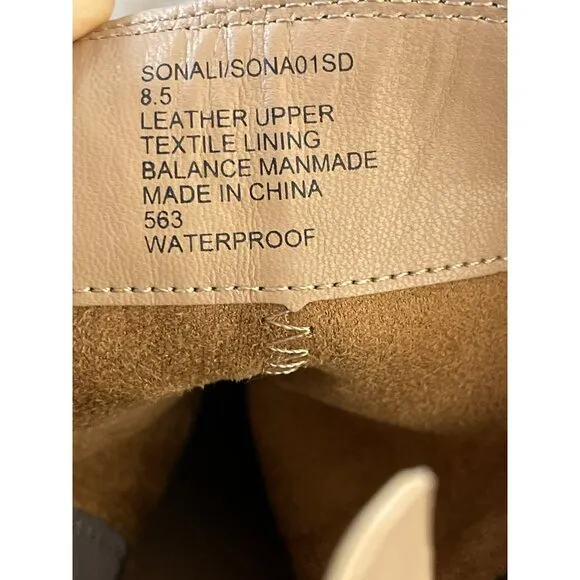 SONALI/SONA01SD
8.5
LEATHER UPPER
TEXTILE LINING
BALANCE MANMADE
MADE IN CHINA
563
WATERPROOF